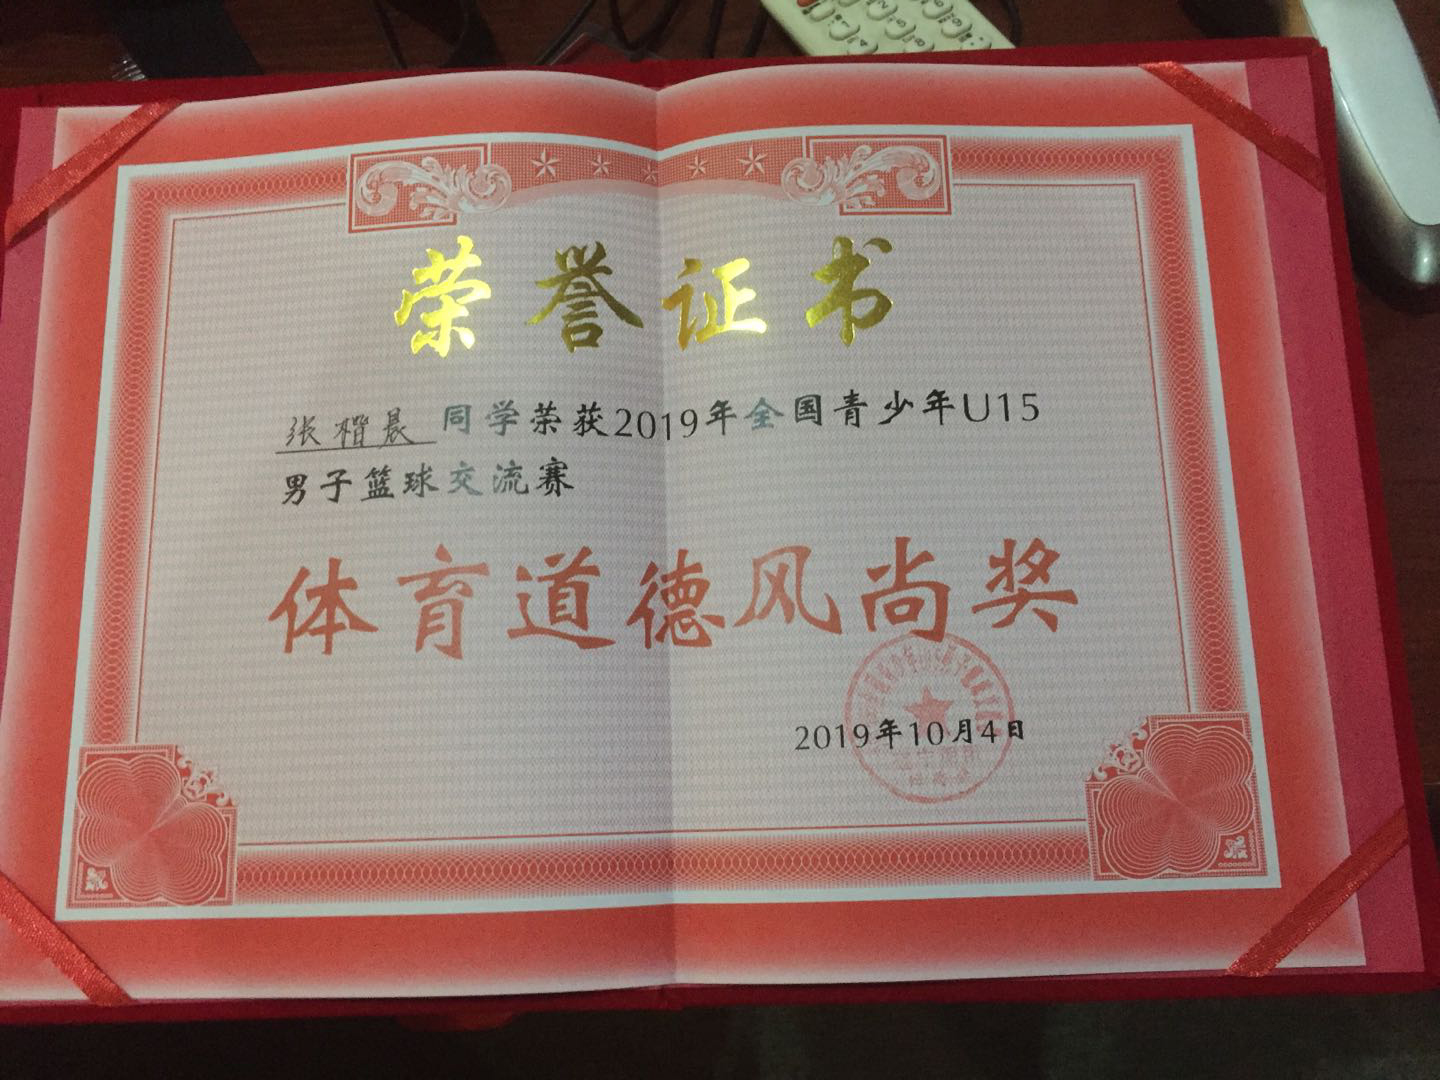 荣誉证书
张楷晨 同学荣获2019年全国青少年U15
男子篮球交流赛
体育道德风尚奖
2019年10月4日